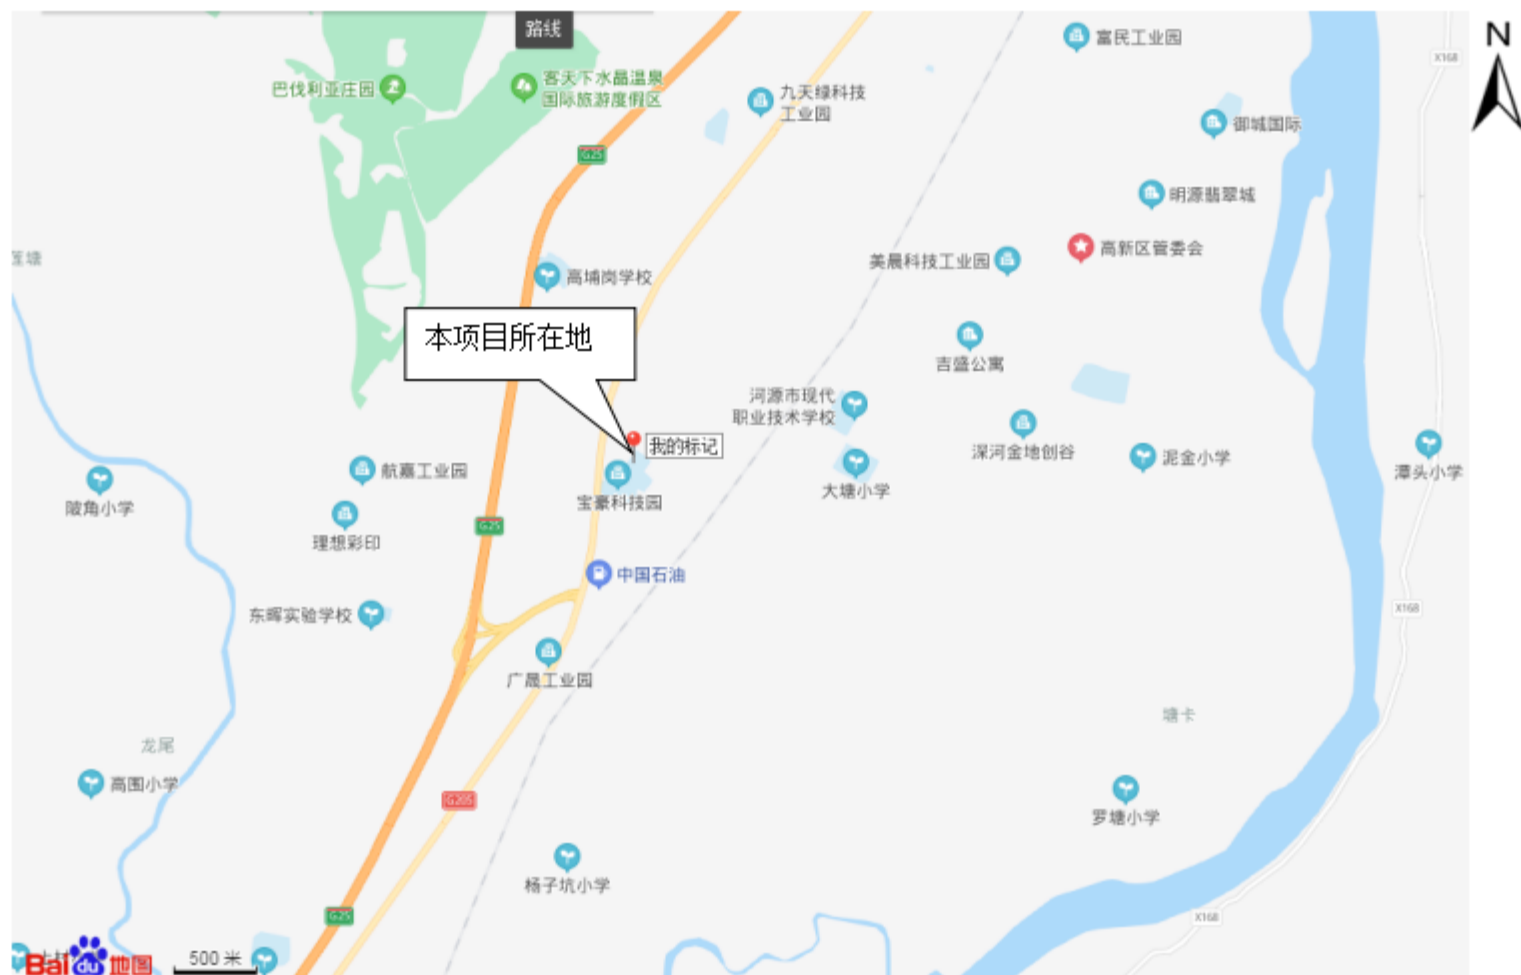 路线
N
富民工业园
X168
巴伐利亚庄园
客天下水晶温泉
国际旅游度假区
九天绿科技
工业园
御城国际
G25
明源翡翠城
高新区管委会
莲塘
美晨科技工业园
高埔岗学校
本项目所在地
吉盛公寓
河源市现代
职业技术学校
我的标记
深河金地创谷
泥金小学
潭头小学
航嘉工业园
大塘小学
陂角小学
宝豪科技园
理想彩印
G25
中国石油
东晖实验学校
X168
广晟工业园
塘卡
龙尾
高围小学
G205
罗塘小学
杨子坑小学
G25
X168
Bai du 地图
500 米